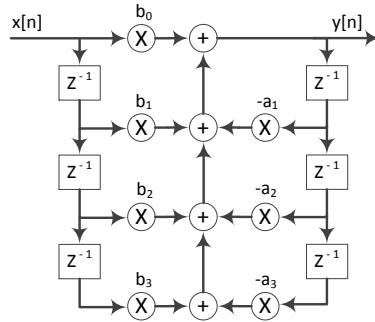 x[n] b₀ y[n]
X +
Z⁻¹ Z⁻¹
b₁ -a₁
X + X
Z⁻¹ Z⁻¹
b₂ -a₂
X + X
Z⁻¹ Z⁻¹
b₃ -a₃
X + X